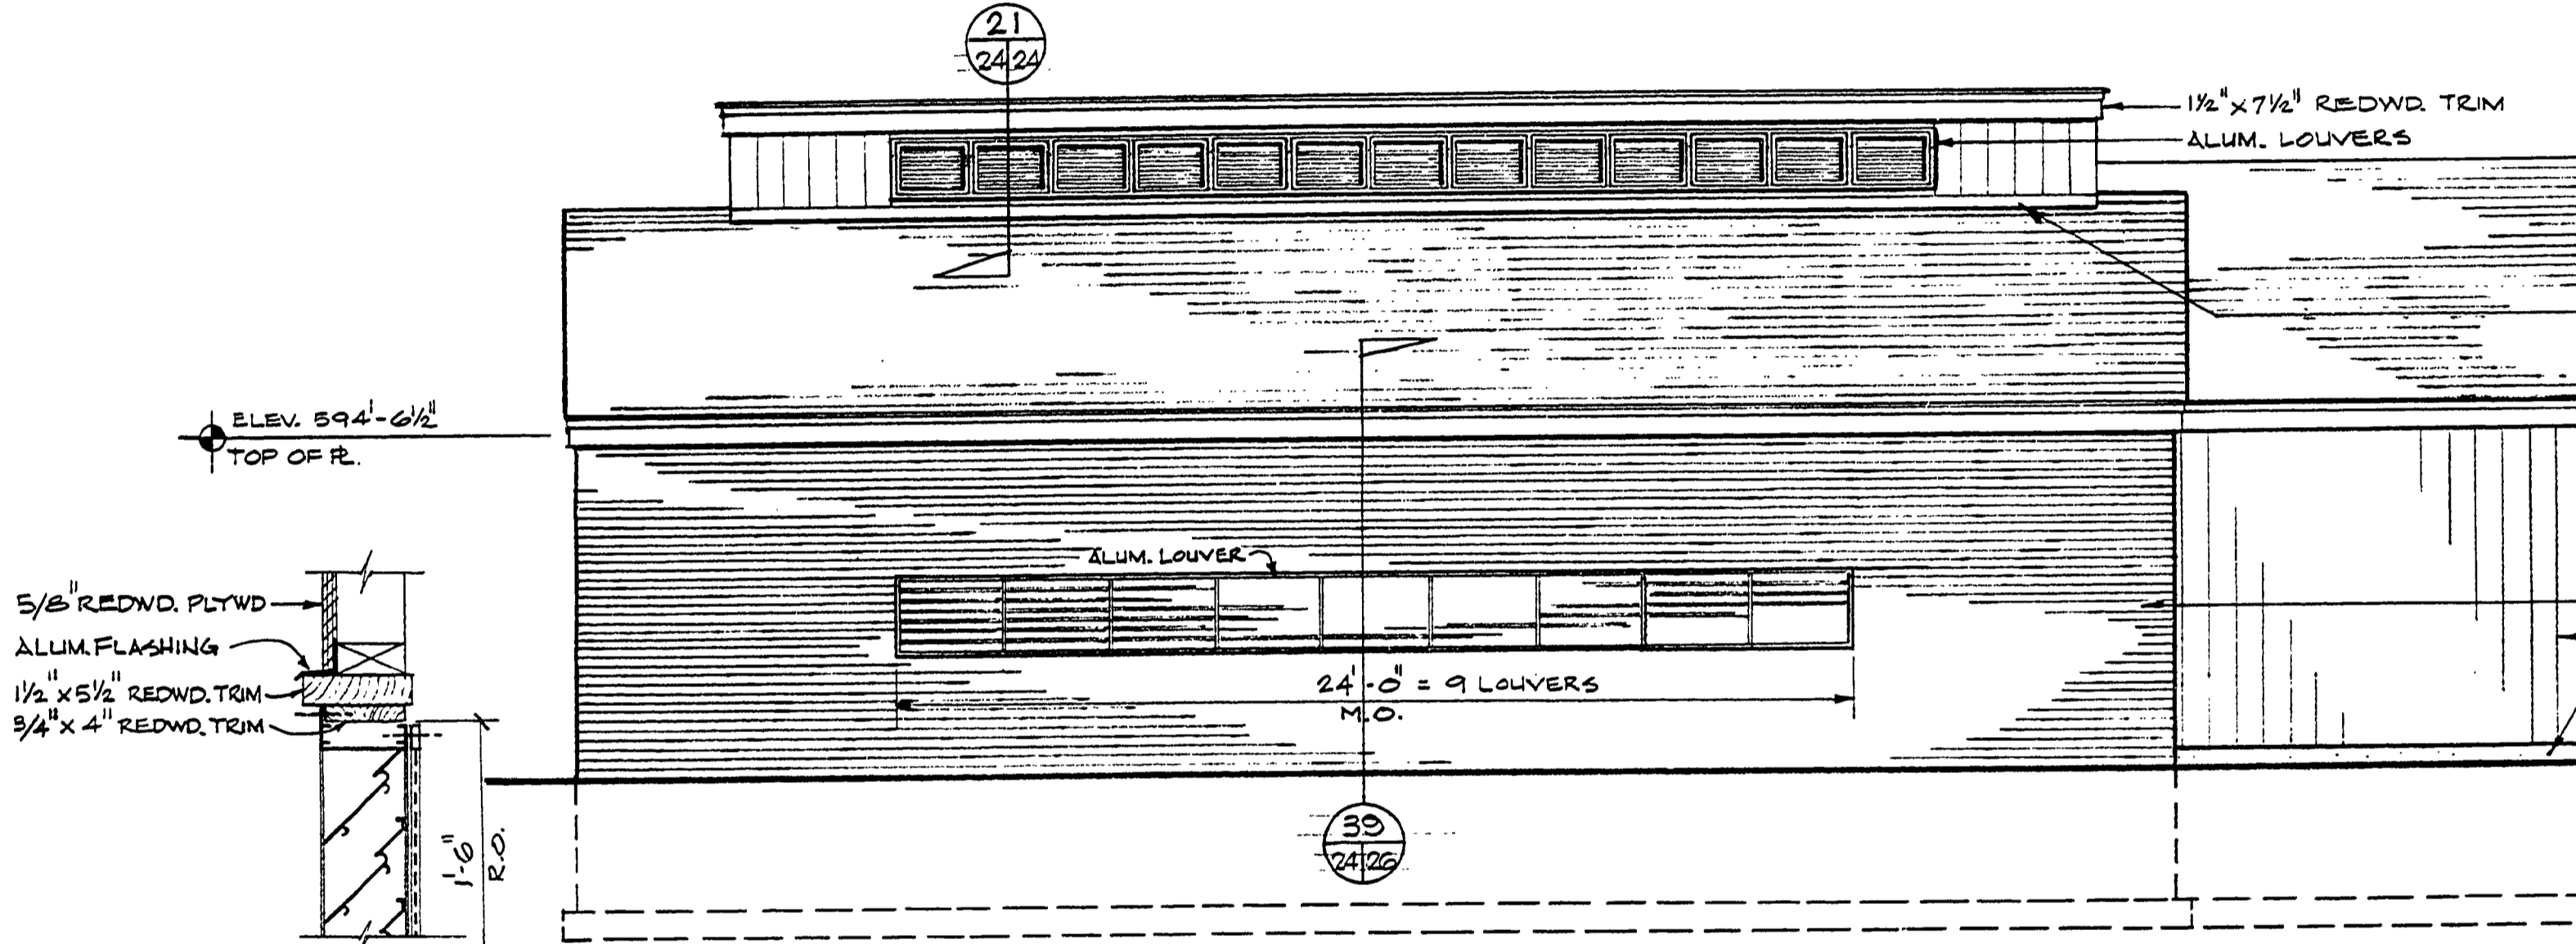 21
24 24
1½" x 7½" REDWD. TRIM
ALUM. LOUVERS
ELEV. 594'-6½"
TOP OF PL.
ALUM. LOUVER
5/8" REDWD. PLYWD
ALUM. FLASHING
1½" x 5½" REDWD. TRIM
3/4" x 4" REDWD. TRIM
24'-0" = 9 LOUVERS
M.O.
1'-6"
R.O.
39
24 26